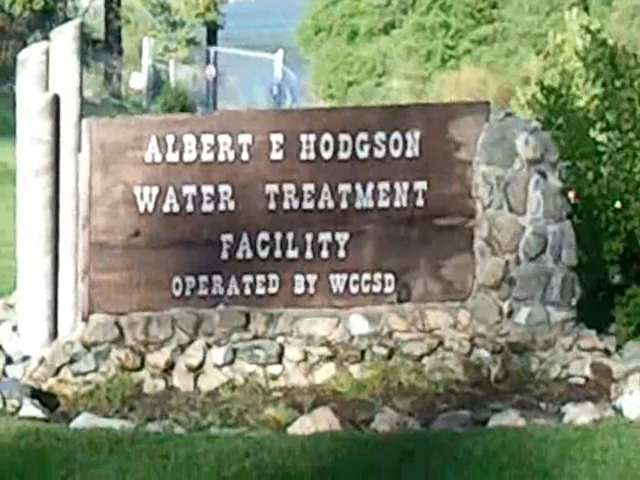 ALBERT E HODGSON
WATER TREATMENT
FACILITY
OPERATED BY WCCSD